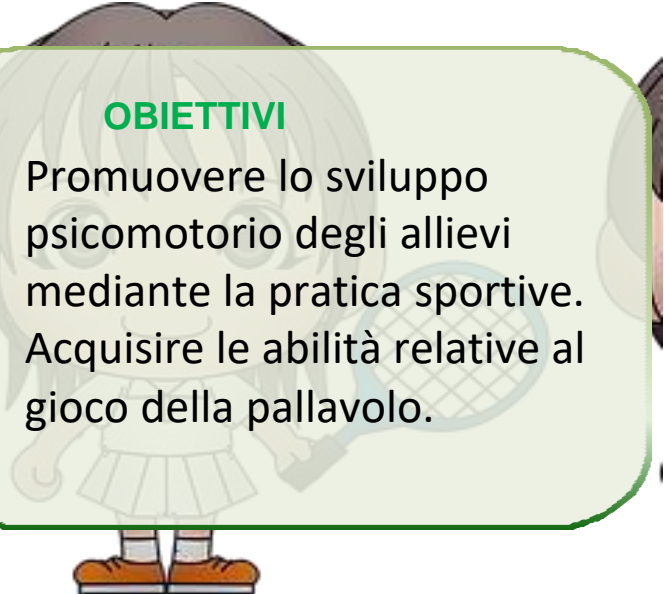 OBIETTIVI
Promuovere lo sviluppo
psicomotorio degli allievi
mediante la pratica sportive.
Acquisire le abilità relative al
gioco della pallavolo.